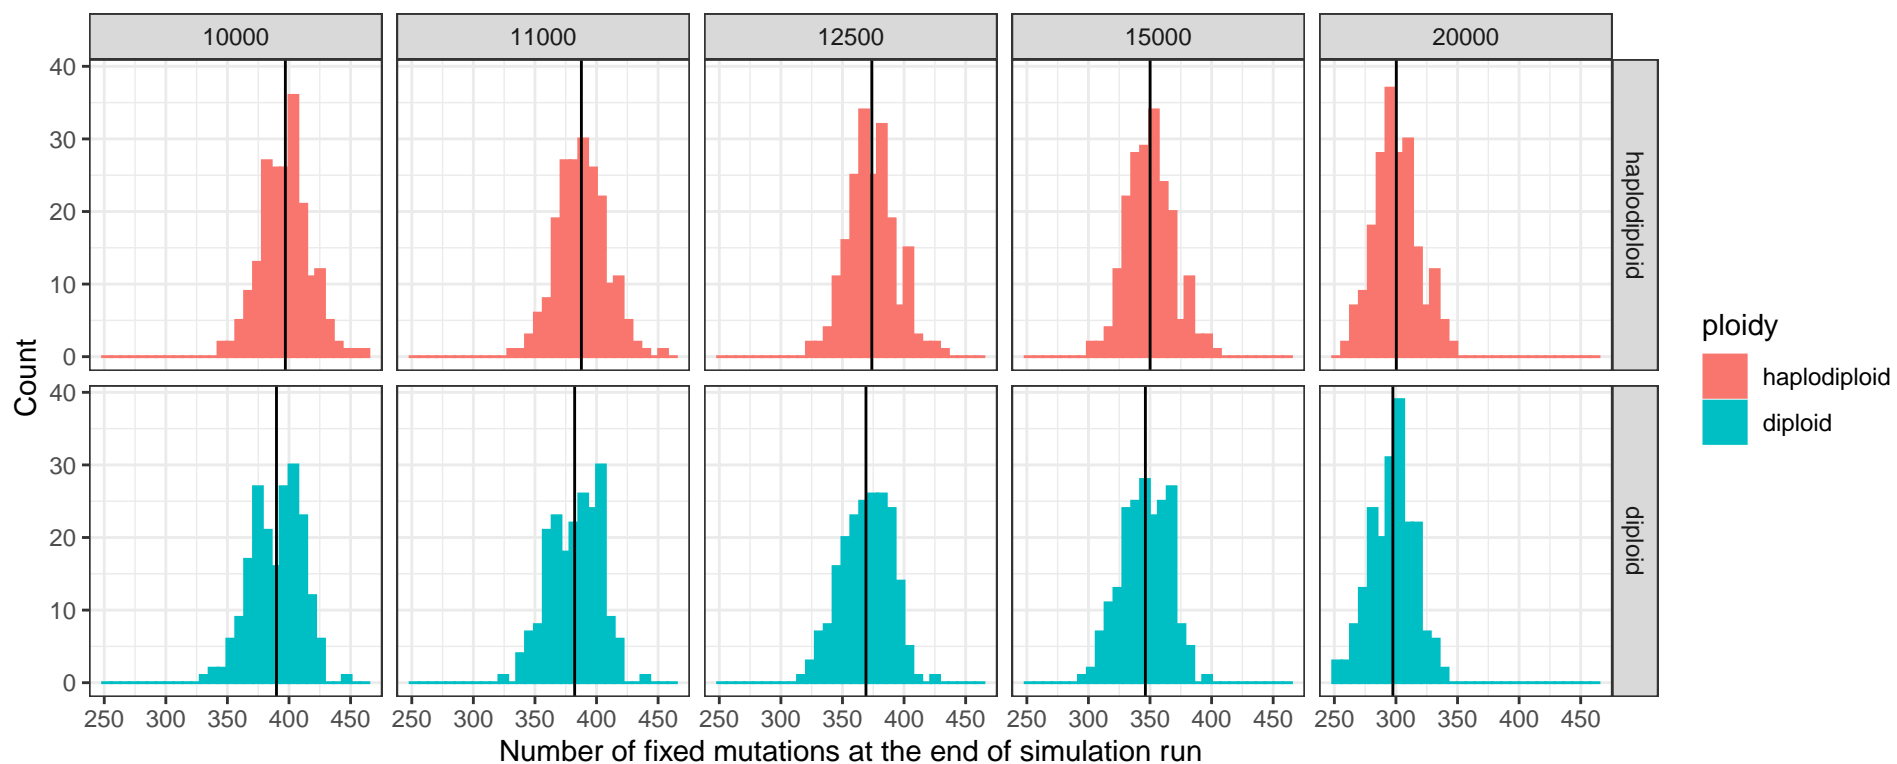 10000 11000 12500 15000 20000
40
30
20
10
0
haplodiploid
Count
40
30
20
10
0
diploid
250 300 350 400 450 250 300 350 400 450 250 300 350 400 450 250 300 350 400 450 250 300 350 400 450
Number of fixed mutations at the end of simulation run
ploidy
haplodiploid
diploid